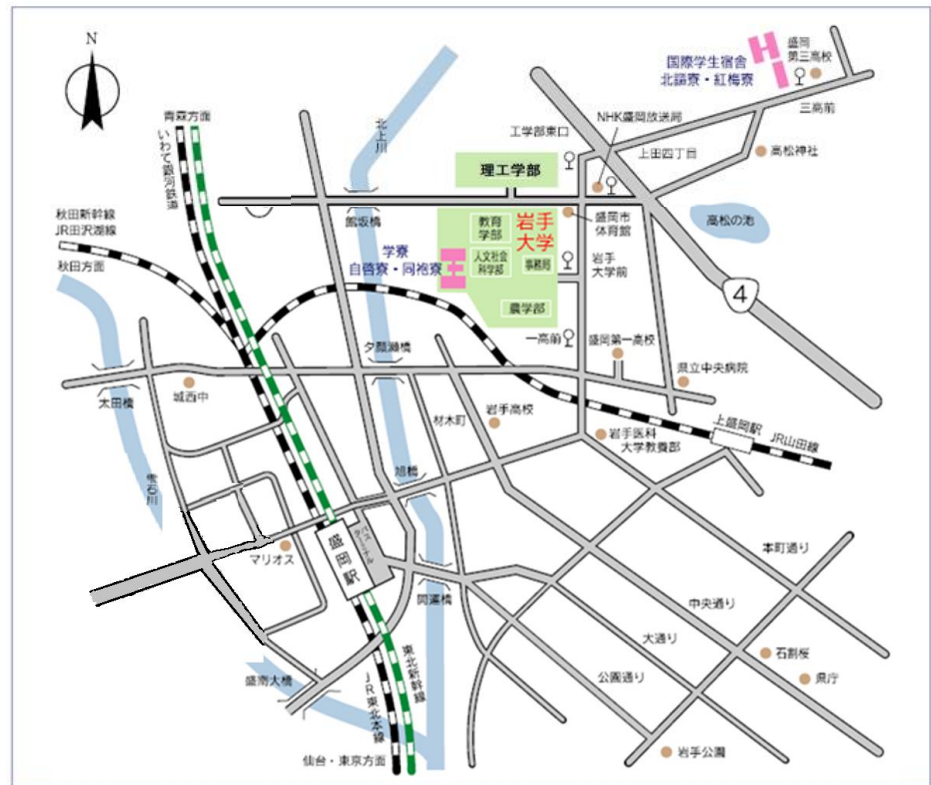 N
青森方面
いわて銀河鉄道
秋田新幹線
JR田沢湖線
秋田方面
北上川
館坂橋
工学部東口
NHK盛岡放送局
国際学生宿舎
北謳寮・紅梅寮
盛岡
第三高校
三高前
上田四丁目
高松神社
高松の池
理工学部
教育
学部
岩手
大学
人文社会
科学部
事務局
農学部
学寮
自啓寮・同袍寮
盛岡市
体育館
岩手
大学前
4
一高前
盛岡第一高校
県立中央病院
夕顔瀬橋
太田橋
城西中
雫石川
材木町
岩手高校
岩手医科
大学教養部
上盛岡駅
JR山田線
旭橋
マリオス
盛岡駅
バスターミナル
開運橋
本町通り
中央通り
大通り
公園通り
石割桜
県庁
岩手公園
盛南大橋
東北新幹線
JR東北本線
仙台・東京方面